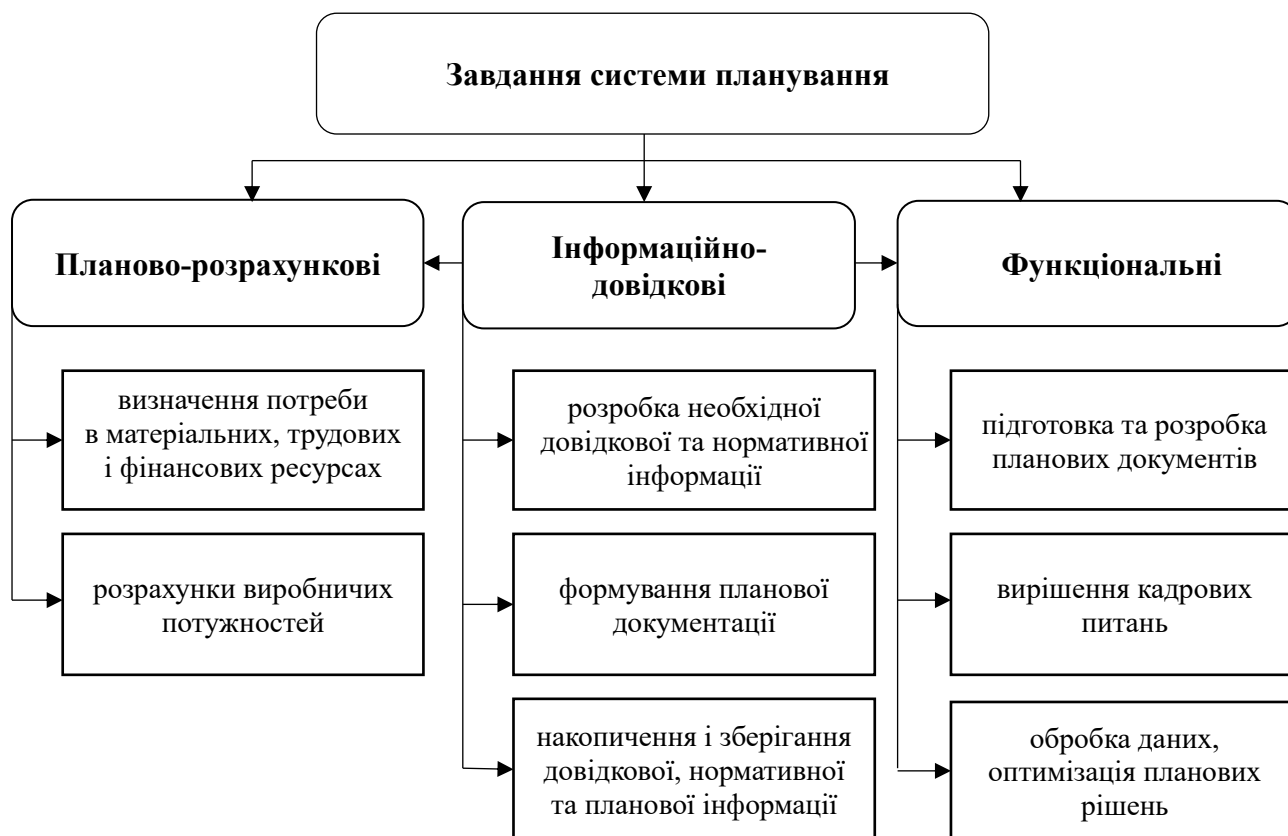 Завдання системи планування
Планово-розрахункові
Інформаційно-
довідкові
Функціональні
визначення потреби
в матеріальних, трудових
і фінансових ресурсах
розробка необхідної
довідкової та нормативної
інформації
підготовка та розробка
планових документів
розрахунки виробничих
потужностей
формування планової
документації
вирішення кадрових
питань
накопичення і зберігання
довідкової, нормативної
та планової інформації
обробка даних,
оптимізація планових
рішень